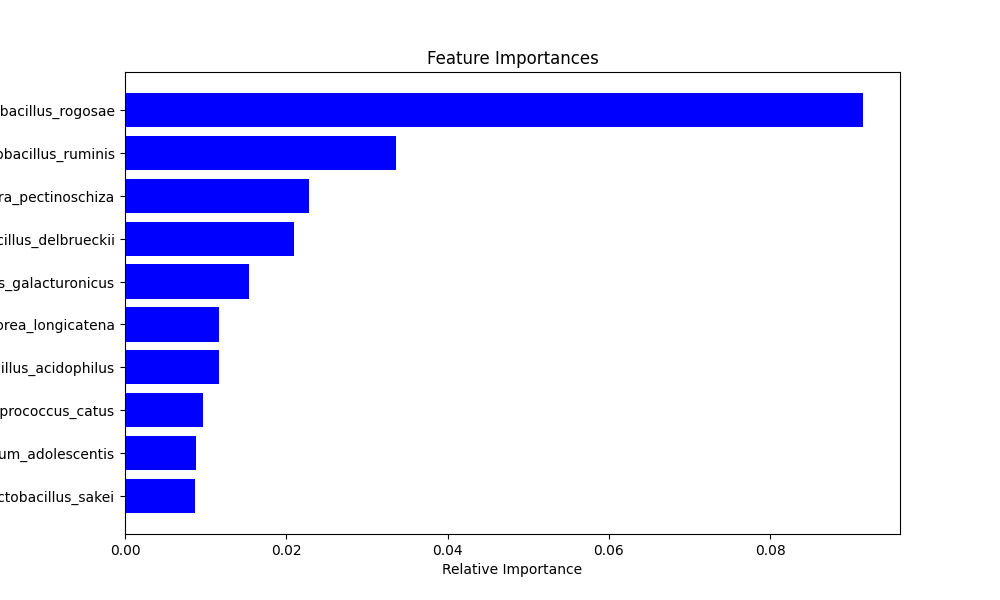 Feature Importances
bacillus_rogosae
obacillus_ruminis
ra_pectinoschiza
cillus_delbrueckii
s_galacturonicus
orea_longicatena
illus_acidophilus
prococcus_catus
um_adolescentis
ctobacillus_sakei
0.00 0.02 0.04 0.06 0.08
Relative Importance